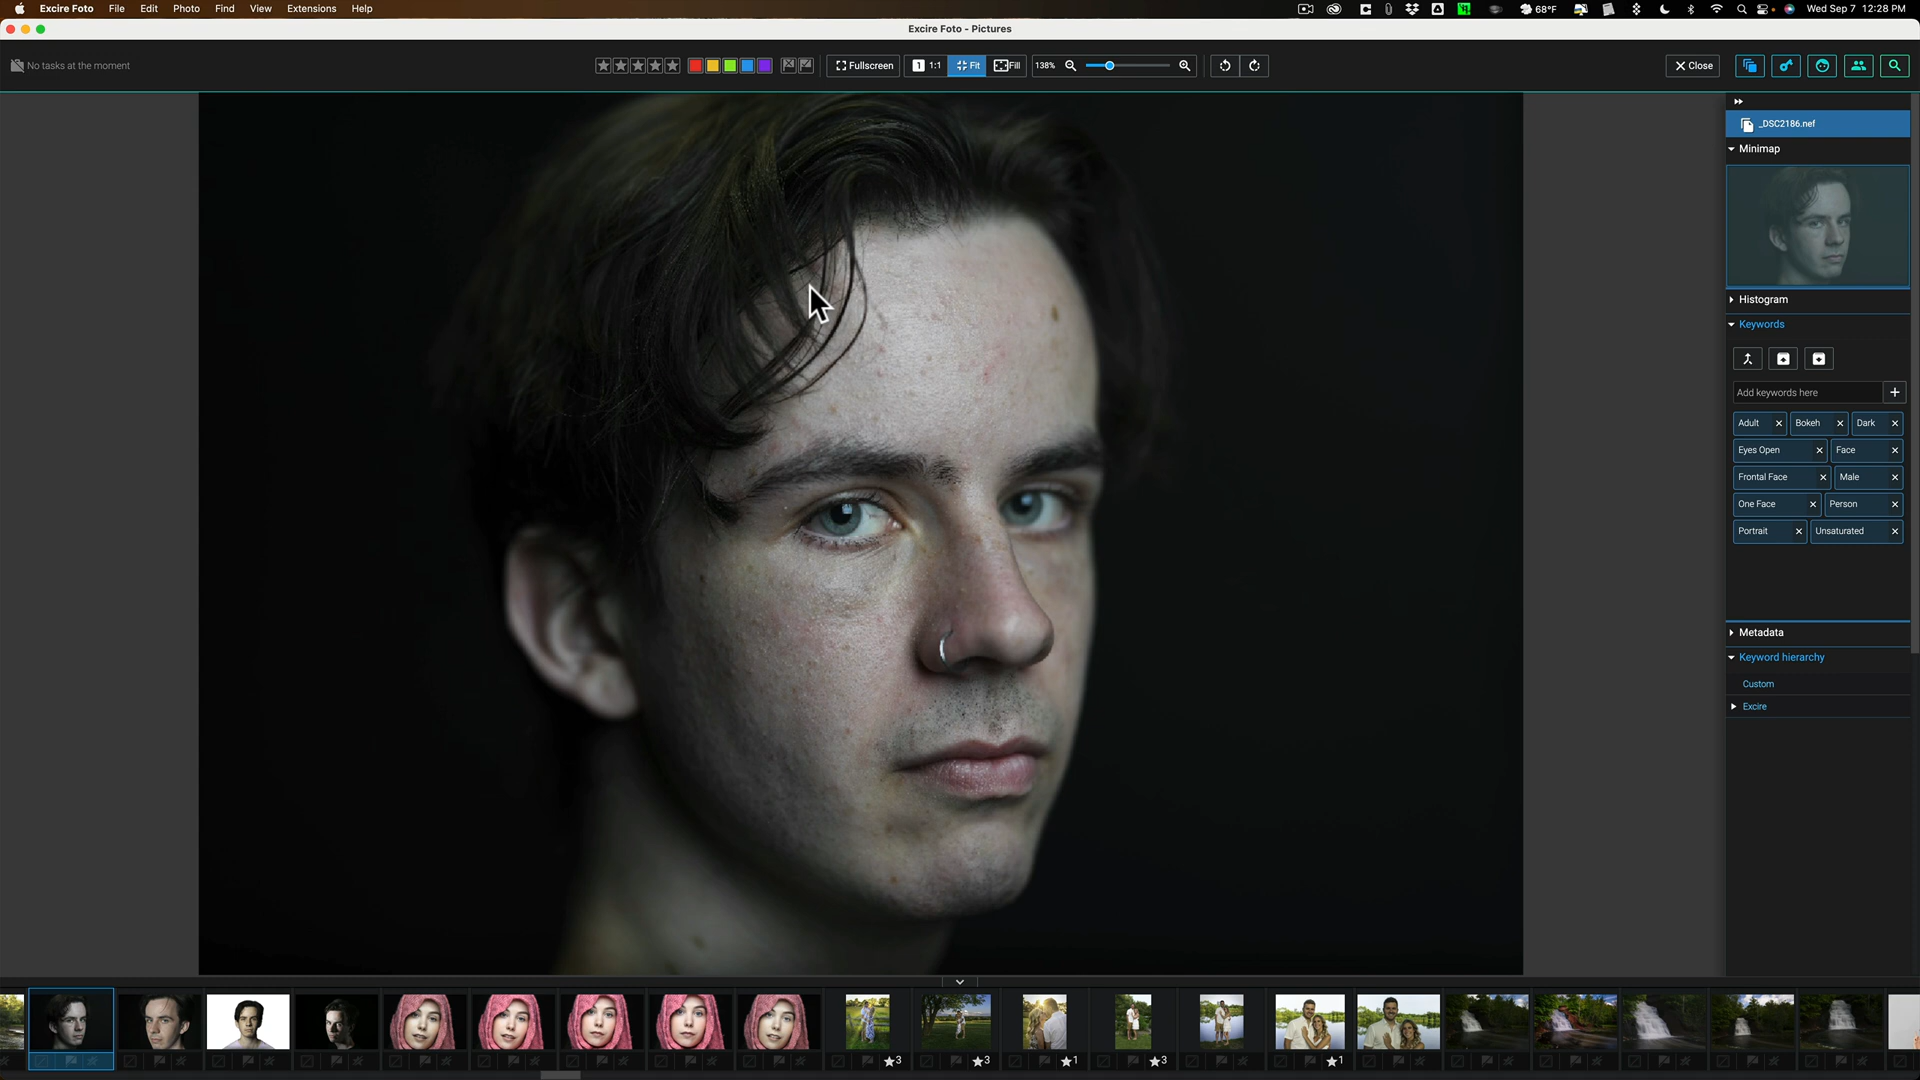 Excire Foto File Edit Photo Find View Extensions Help 68°F Wed Sep 7 12:28 PM
Excire Foto - Pictures
No tasks at the moment
Fullscreen 1 1:1 Fit Fill 138% Close
_DSC2186.nef
Minimap
Histogram
Keywords
Add keywords here
Adult Bokeh Dark
Eyes Open Face
Frontal Face Male
One Face Person
Portrait Unsaturated
Metadata
Keyword hierarchy
Custom
Excire
3 3 1 3 1